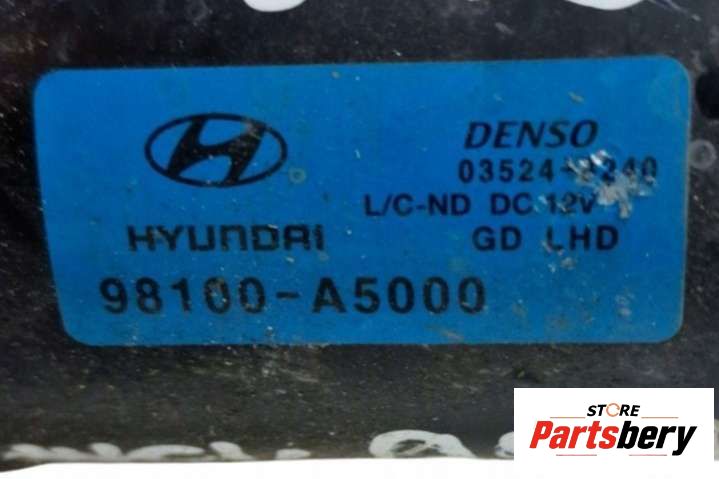 DENSO
L/C-ND DC 12V
HYUNDAI
GD LHD
98100-A5000
STORE
Partsbery